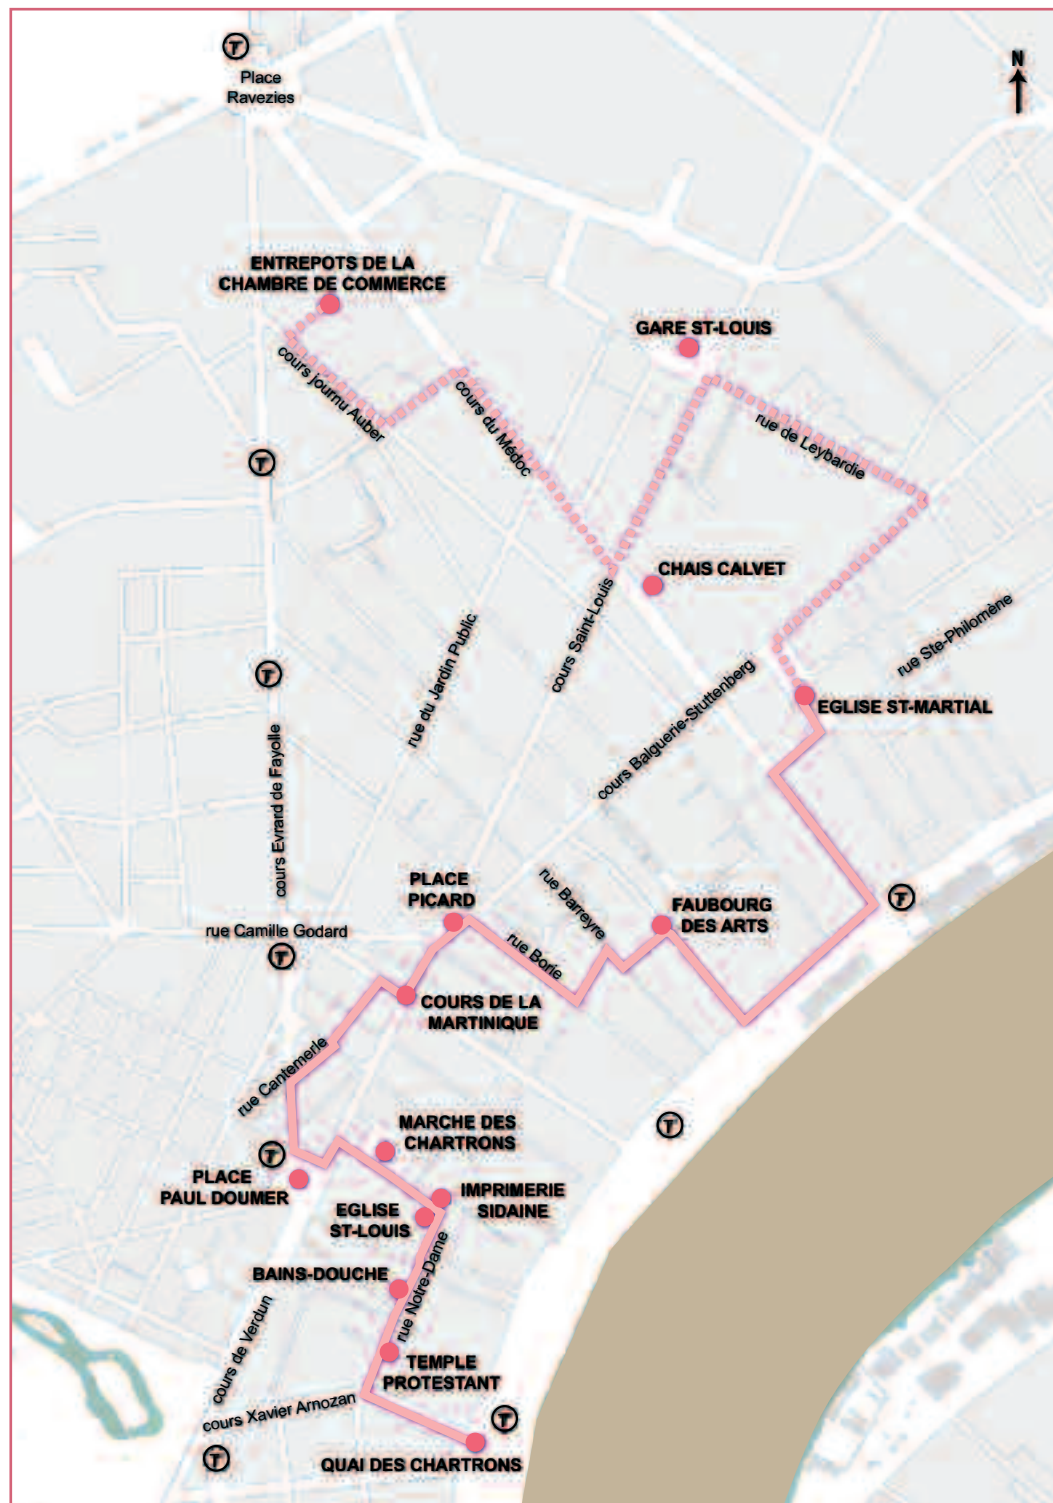 T
Place
Ravezies
N
ENTREPOTS DE LA
CHAMBRE DE COMMERCE
GARE ST-LOUIS
cours journu Auber
cours du Médoc
rue de Leybardie
T
CHAIS CALVET
cours Saint-Louis
rue du Jardin Public
rue Ste-Philomène
T
cours Balguerie-Stuttenberg
EGLISE ST-MARTIAL
cours Evrard de Fayolle
PLACE
PICARD
rue Barreyre
FAUBOURG
DES ARTS
T
rue Camille Godard
T
rue Borie
COURS DE LA
MARTINIQUE
rue Cantemerle
MARCHE DES
CHARTRONS
T
T
PLACE
PAUL DOUMER
IMPRIMERIE
SIDAINE
EGLISE
ST-LOUIS
BAINS-DOUCHE
rue Notre-Dame
cours de Verdun
TEMPLE
PROTESTANT
cours Xavier Arnozan
T
T
QUAI DES CHARTRONS